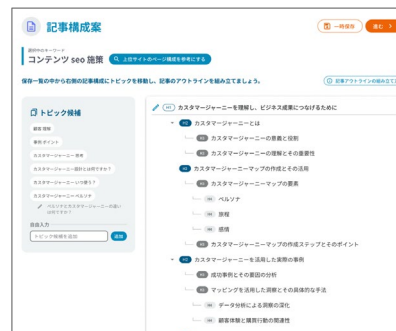 記事構成案
一時保存
進む
選択中のキーワード
コンテンツ seo 施策
上位サイトのページ構成を参考にする
保存一覧の中から右側の記事構成にトピックを移動し、記事のアウトラインを組み立てましょう。
記事アウトラインの組み立て
トピック候補
顧客 理解
事例 ポイント
カスタマージャーニー 思考
カスタマージャーニー設計とは何ですか?
カスタマージャーニー いつ使う?
カスタマージャーニー ペルソナ
ペルソナとカスタマージャーニーの違いは何ですか?
自由入力
トピック候補を追加
追加
H1 カスタマージャーニーを理解し、ビジネス成果につなげるために
H2 カスタマージャーニーとは
H3 カスタマージャーニーの意義と役割
H3 カスタマージャーニーの理解とその重要性
H2 カスタマージャーニーマップの作成とその活用
H3 カスタマージャーニーマップの要素
H4 ペルソナ
H4 旅程
H4 感情
H3 カスタマージャーニーマップの作成ステップとそのポイント
H2 カスタマージャーニーを活用した実際の事例
H3 成功事例とその要因の分析
H3 マッピングを活用した洞察とその具体的な手法
H4 データ分析による洞察の深化
H4 顧客体験と購買行動の関連性